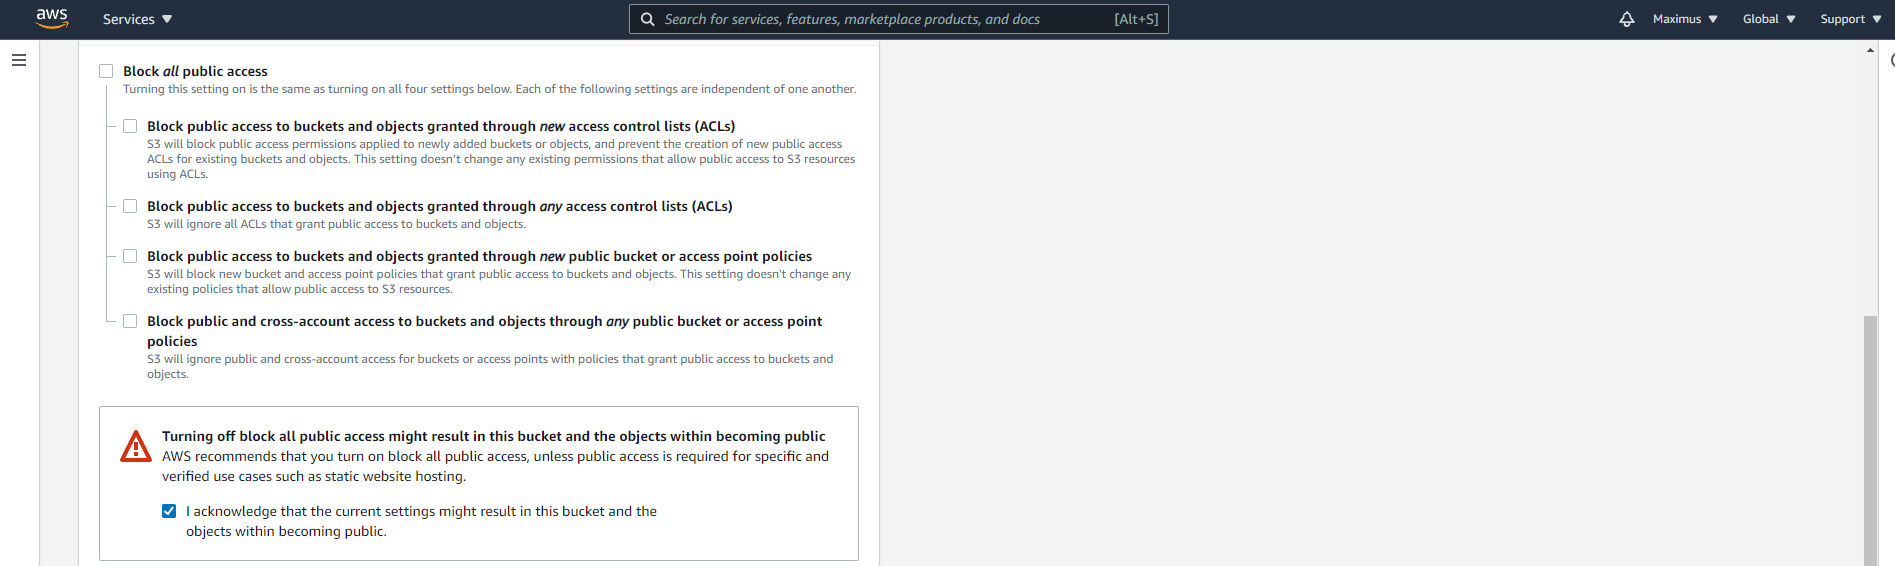 aws
Services
Search for services, features, marketplace products, and docs
[Alt+S]
Maximus
Global
Support
Block all public access
Turning this setting on is the same as turning on all four settings below. Each of the following settings are independent of one another.
Block public access to buckets and objects granted through new access control lists (ACLs)
S3 will block public access permissions applied to newly added buckets or objects, and prevent the creation of new public access
ACLs for existing buckets and objects. This setting doesn't change any existing permissions that allow public access to S3 resources
using ACLs.
Block public access to buckets and objects granted through any access control lists (ACLs)
S3 will ignore all ACLs that grant public access to buckets and objects.
Block public access to buckets and objects granted through new public bucket or access point policies
S3 will block new bucket and access point policies that grant public access to buckets and objects. This setting doesn't change any
existing policies that allow public access to S3 resources.
Block public and cross-account access to buckets and objects through any public bucket or access point
policies
S3 will ignore public and cross-account access for buckets or access points with policies that grant public access to buckets and
objects.
Turning off block all public access might result in this bucket and the objects within becoming public
AWS recommends that you turn on block all public access, unless public access is required for specific and
verified use cases such as static website hosting.
I acknowledge that the current settings might result in this bucket and the
objects within becoming public.